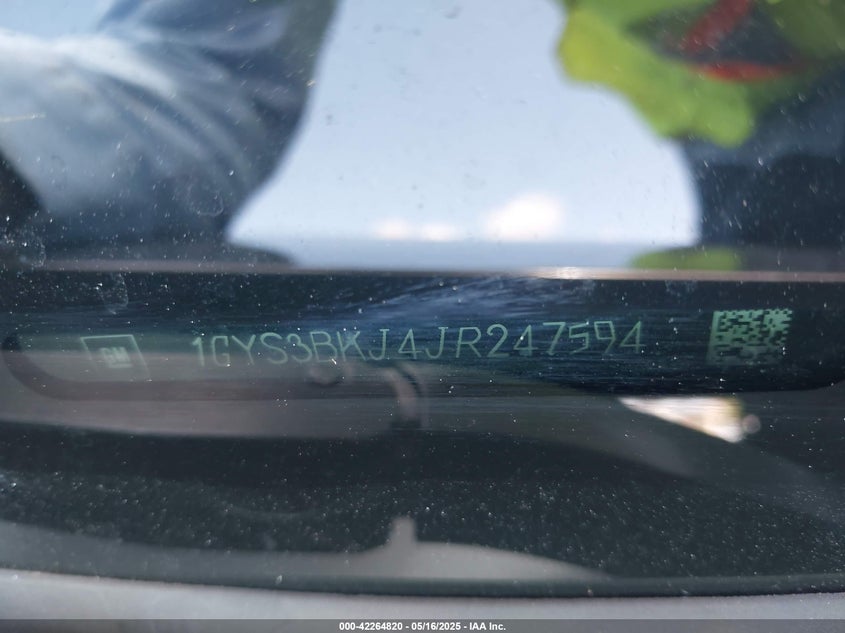 GM 1GYS3BKJ4JR247594
000-42264820 - 05/16/2025 - IAA Inc.